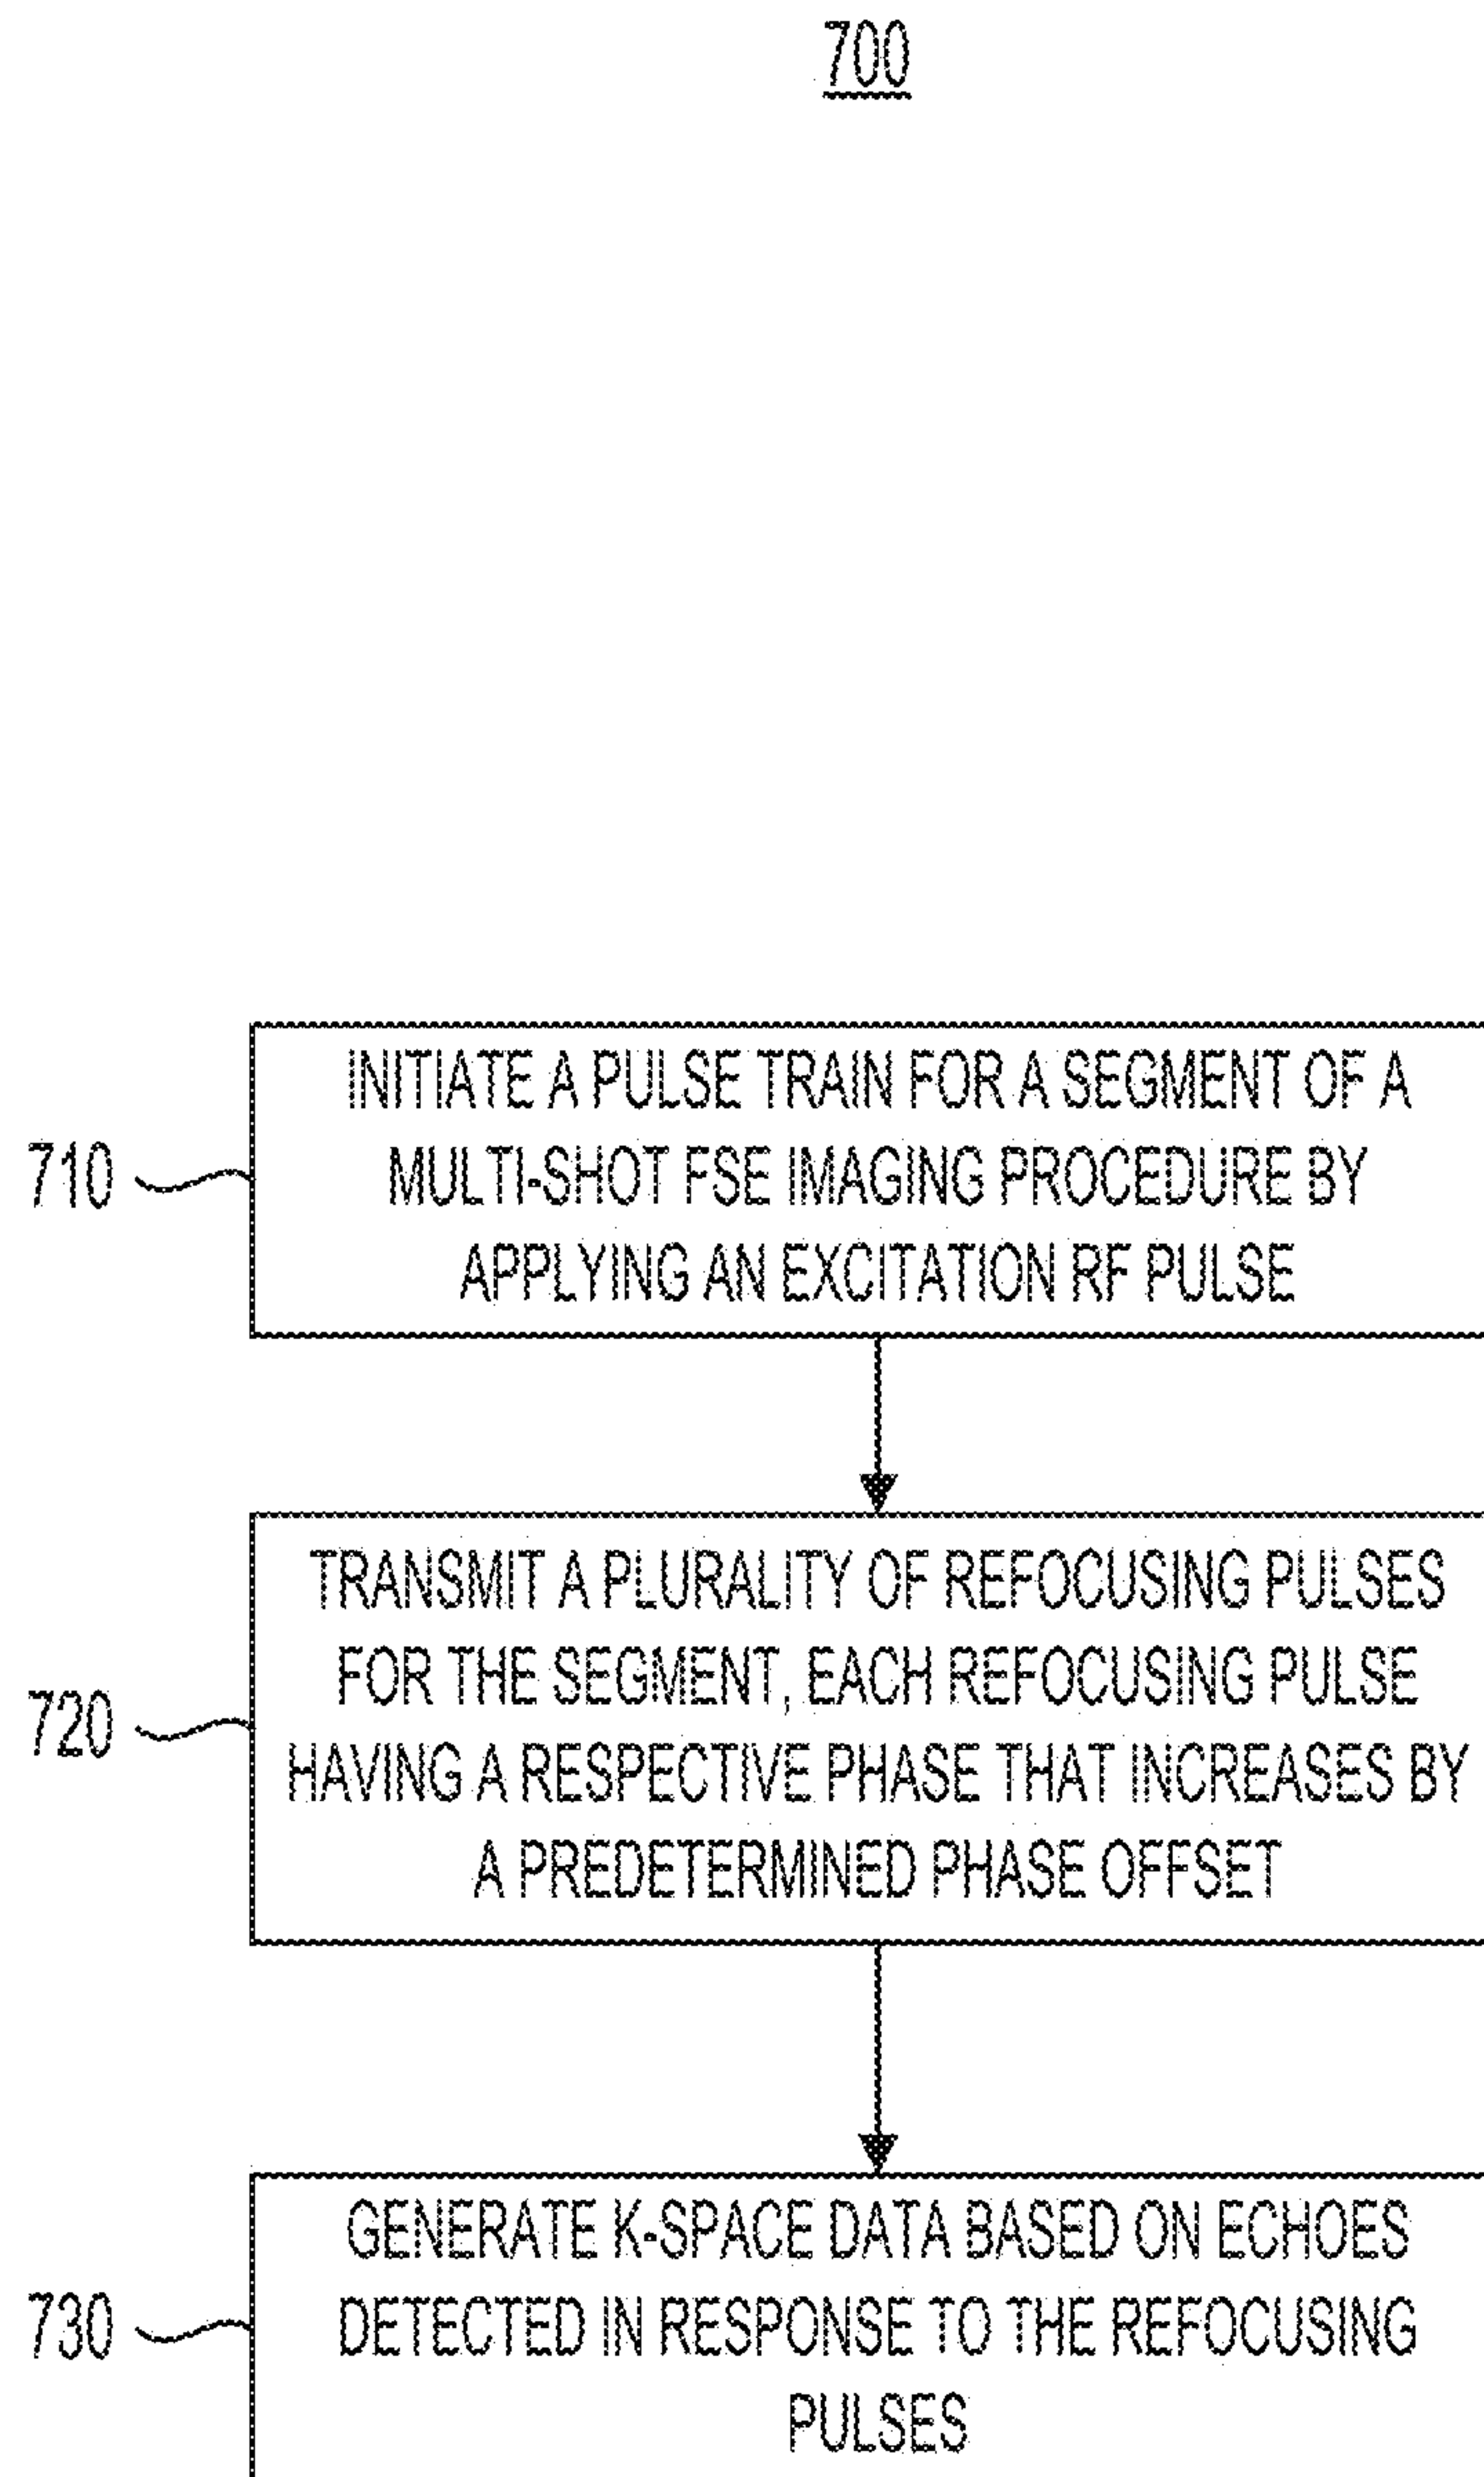 700
INITIATE A PULSE TRAIN FOR A SEGMENT OF A
MULTI-SHOT FSE IMAGING PROCEDURE BY
APPLYING AN EXCITATION RF PULSE
710
TRANSMIT A PLURALITY OF REFOCUSING PULSES
FOR THE SEGMENT, EACH REFOCUSING PULSE
HAVING A RESPECTIVE PHASE THAT INCREASES BY
A PREDETERMINED PHASE OFFSET
720
GENERATE K-SPACE DATA BASED ON ECHOES
DETECTED IN RESPONSE TO THE REFOCUSING
PULSES
730